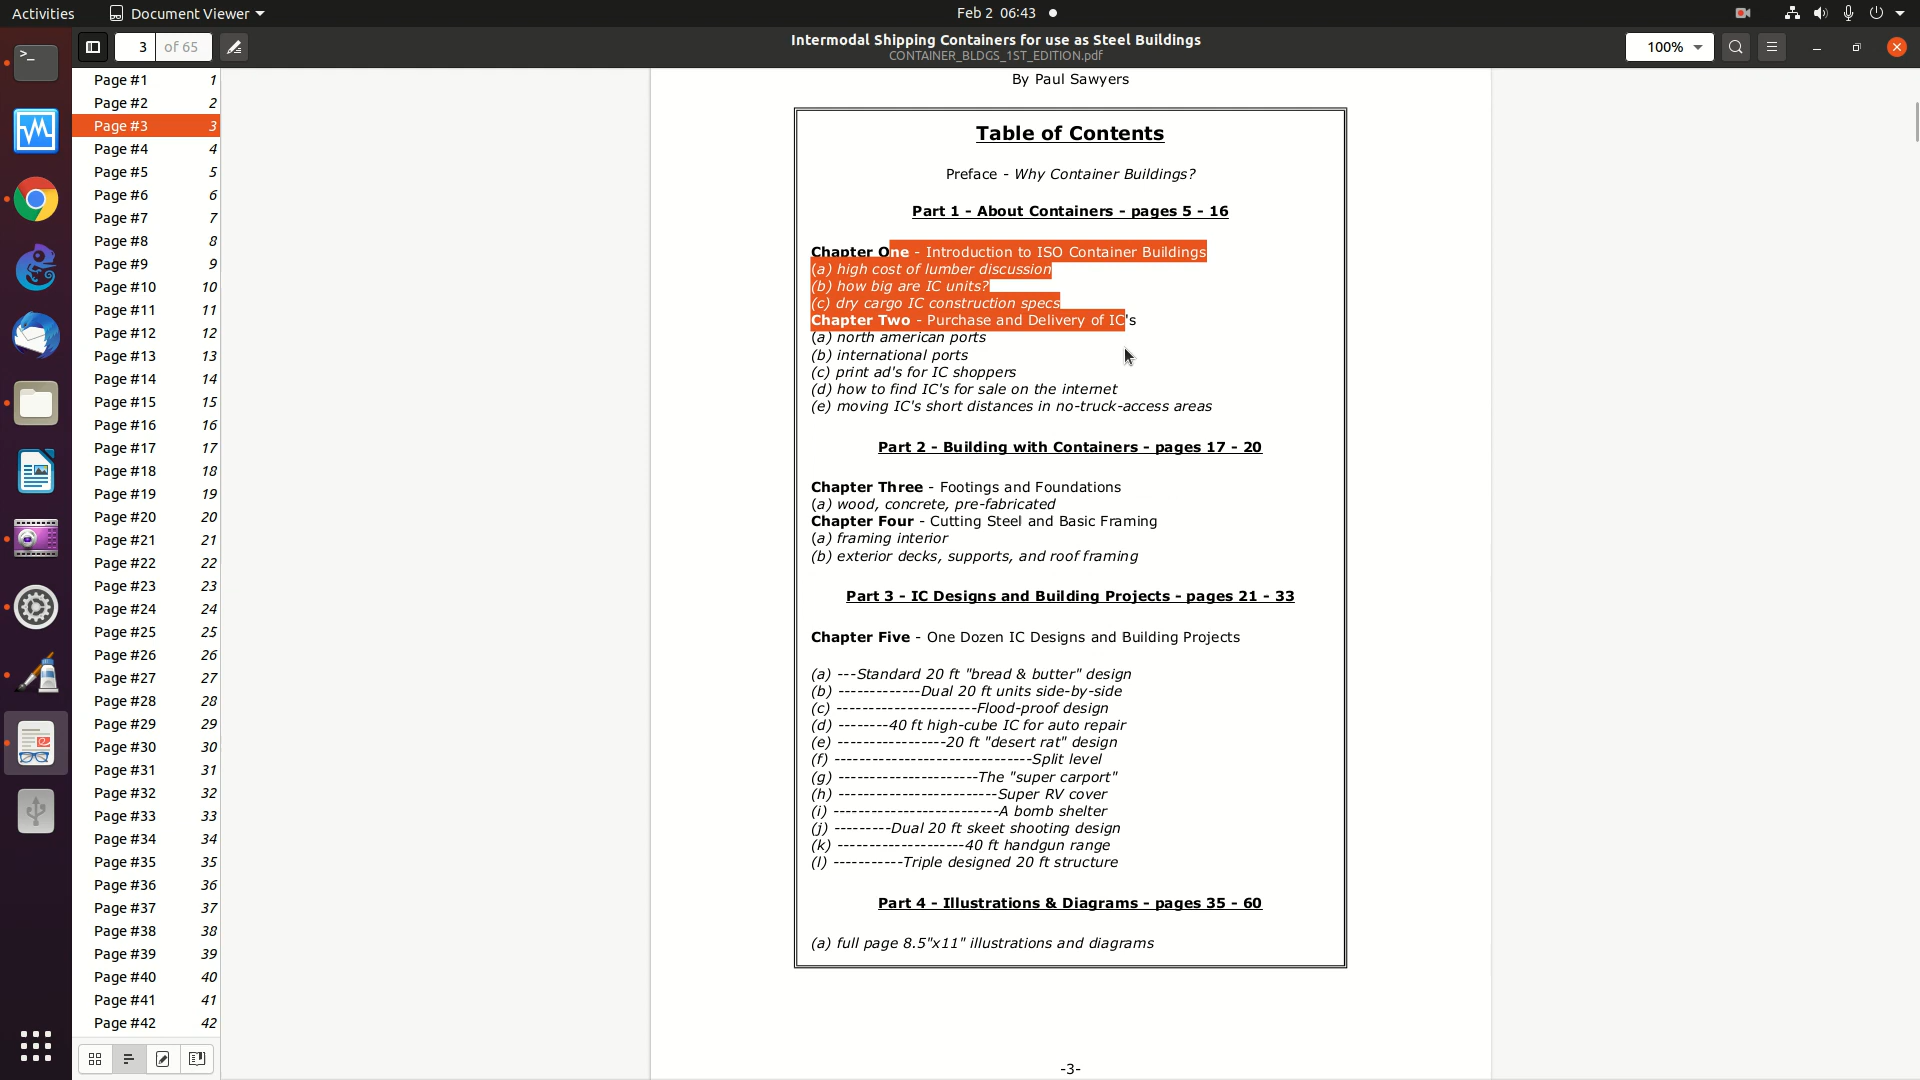 Activities
Document Viewer
Feb 2 06:43
3 of 65
Intermodal Shipping Containers for use as Steel Buildings
CONTAINER_BLDGS_1ST_EDITION.pdf
100%
Page #1 1
Page #2 2
Page #3 3
Page #4 4
Page #5 5
Page #6 6
Page #7 7
Page #8 8
Page #9 9
Page #10 10
Page #11 11
Page #12 12
Page #13 13
Page #14 14
Page #15 15
Page #16 16
Page #17 17
Page #18 18
Page #19 19
Page #20 20
Page #21 21
Page #22 22
Page #23 23
Page #24 24
Page #25 25
Page #26 26
Page #27 27
Page #28 28
Page #29 29
Page #30 30
Page #31 31
Page #32 32
Page #33 33
Page #34 34
Page #35 35
Page #36 36
Page #37 37
Page #38 38
Page #39 39
Page #40 40
Page #41 41
Page #42 42
By Paul Sawyers
Table of Contents
Preface - Why Container Buildings?
Part 1 - About Containers - pages 5 - 16
Chapter One - Introduction to ISO Container Buildings
(a) high cost of lumber discussion
(b) how big are IC units?
(c) dry cargo IC construction specs
Chapter Two - Purchase and Delivery of IC's
(a) north american ports
(b) international ports
(c) print ad's for IC shoppers
(d) how to find IC's for sale on the internet
(e) moving IC's short distances in no-truck-access areas
Part 2 - Building with Containers - pages 17 - 20
Chapter Three - Footings and Foundations
(a) wood, concrete, pre-fabricated
Chapter Four - Cutting Steel and Basic Framing
(a) framing interior
(b) exterior decks, supports, and roof framing
Part 3 - IC Designs and Building Projects - pages 21 - 33
Chapter Five - One Dozen IC Designs and Building Projects
(a) ---Standard 20 ft "bread & butter" design
(b) -------------Dual 20 ft units side-by-side
(c) ----------------------Flood-proof design
(d) --------40 ft high-cube IC for auto repair
(e) -----------------20 ft "desert rat" design
(f) -------------------------------Split level
(g) ----------------------The "super carport"
(h) -------------------------Super RV cover
(i) --------------------------A bomb shelter
(j) ---------Dual 20 ft skeet shooting design
(k) --------------------40 ft handgun range
(l) -----------Triple designed 20 ft structure
Part 4 - Illustrations & Diagrams - pages 35 - 60
(a) full page 8.5"x11" illustrations and diagrams
-3-